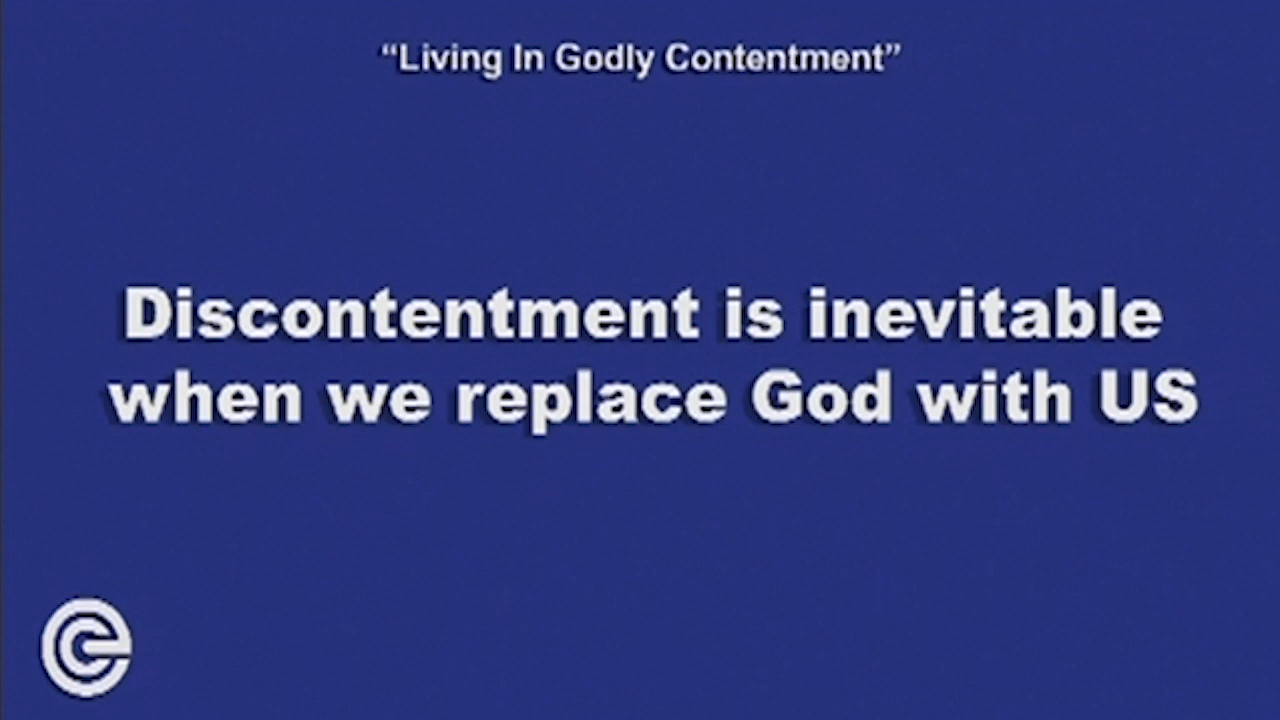 “Living In Godly Contentment”
Discontentment is inevitable
when we replace God with US